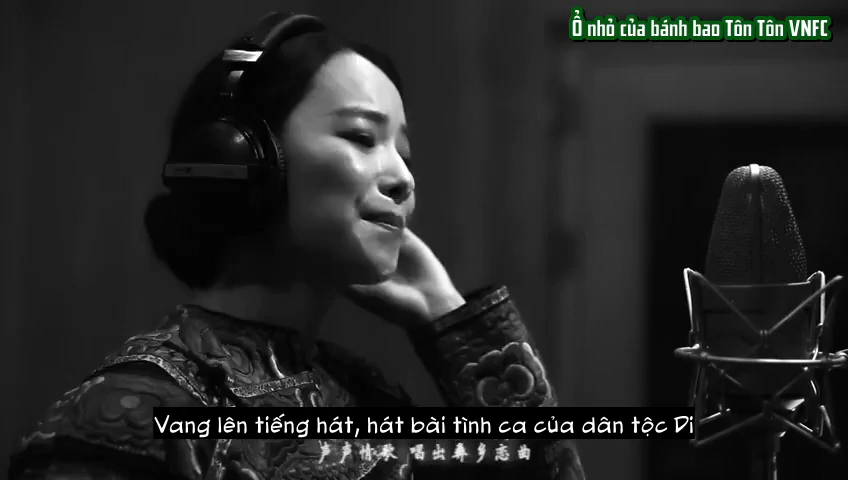 Ổ nhỏ của bánh bao Tôn Tôn VNFC
Vang lên tiếng hát, hát bài tình ca của dân tộc Di
声声情歌 唱出彝乡恋曲